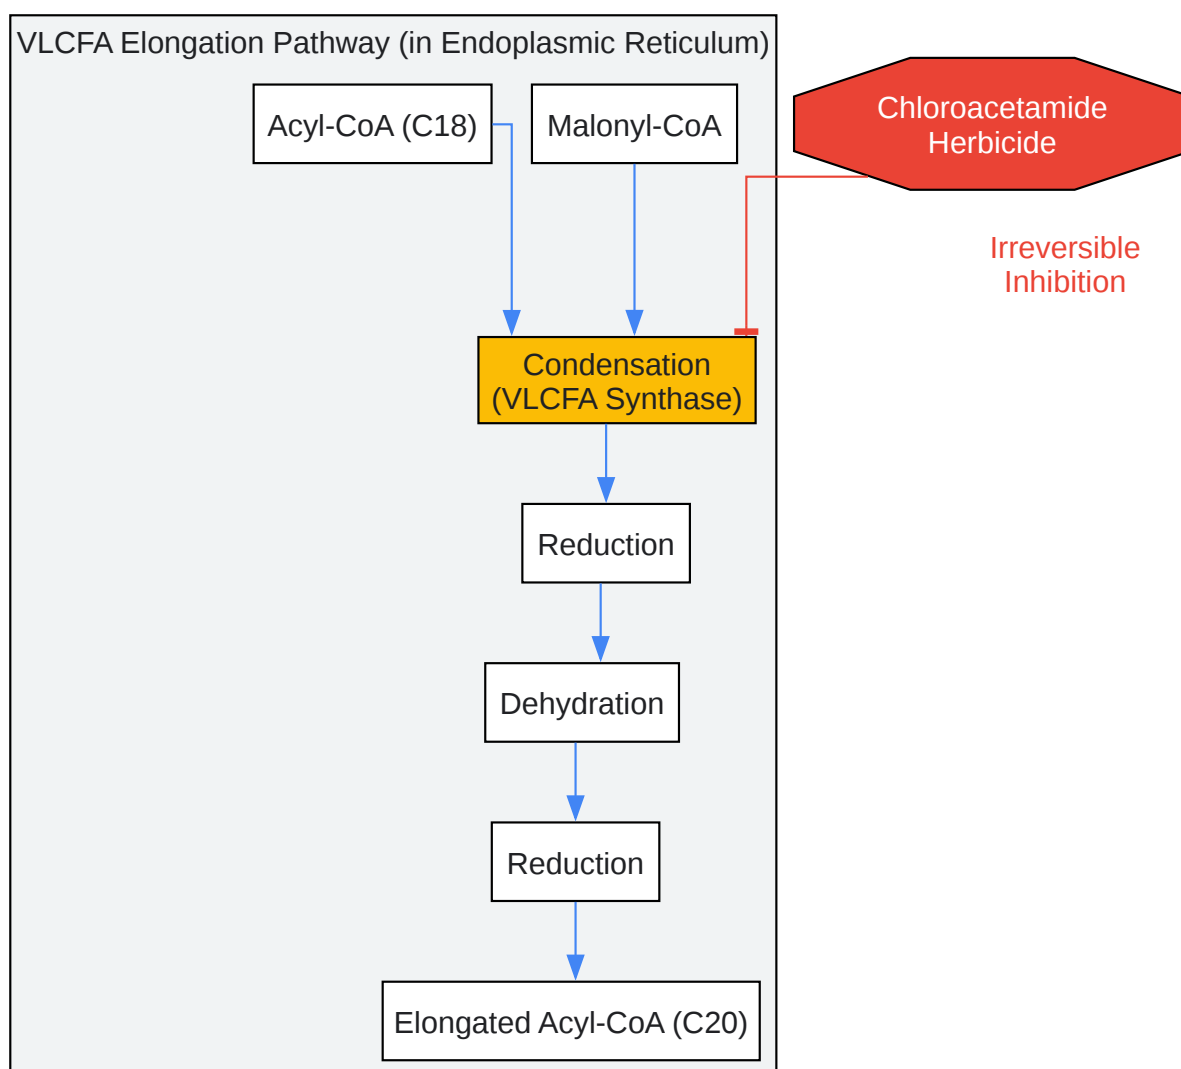 VLCFA Elongation Pathway (in Endoplasmic Reticulum)
Acyl-CoA (C18)
Malonyl-CoA
Chloroacetamide
Herbicide
Irreversible
Inhibition
Condensation
(VLCFA Synthase)
Reduction
Dehydration
Reduction
Elongated Acyl-CoA (C20)